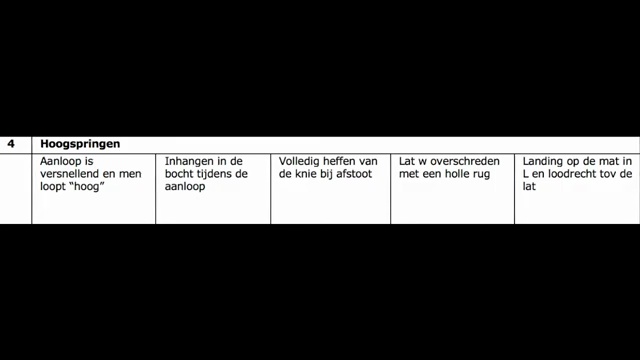 4 Hoogspringen
Aanloop is
versnellend en men
loopt “hoog”
Inhangen in de
bocht tijdens de
aanloop
Volledig heffen van
de knie bij afstoot
Lat w overschreden
met een holle rug
Landing op de mat in
L en loodrecht tov de
lat